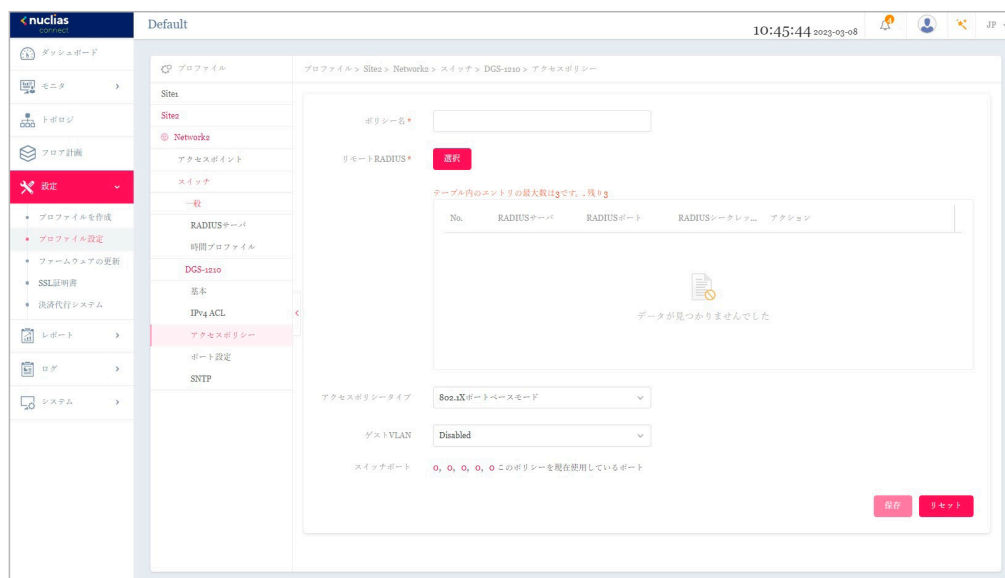 nuclias
connect
Default
10:45:44 2023-03-08
4
JP
ダッシュボード
モニタ
トポロジ
フロア計画
設定
プロファイルを作成
プロファイル設定
ファームウェアの更新
SSL証明書
決済代行システム
レポート
ログ
システム
プロファイル
Site1
Site2
Network2
アクセスポイント
スイッチ
一般
RADIUSサーバ
時間プロファイル
DGS-1210
基本
IPv4 ACL
アクセスポリシー
ポート設定
SNTP
プロファイル > Site2 > Network2 > スイッチ > DGS-1210 > アクセスポリシー
ポリシー名*
リモートRADIUS* 選択
テーブル内のエントリの最大数は3です。. 残り3
No. RADIUSサーバ RADIUSポート RADIUSシークレッ... アクション
データが見つかりませんでした
アクセスポリシータイプ 802.1Xポートベースモード
ゲストVLAN Disabled
スイッチポート 0, 0, 0, 0, 0 このポリシーを現在使用しているポート
保存 リセット